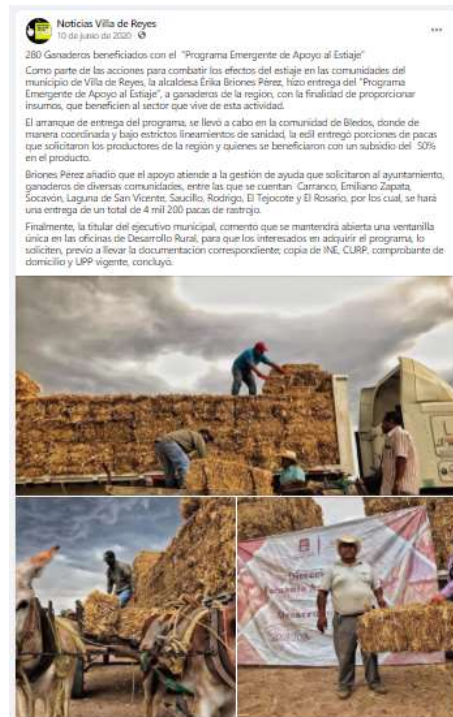 Noticias Villa de Reyes
10 de junio de 2020
280 Ganaderos beneficiados con el "Programa Emergente de Apoyo al Estiaje"
Como parte de las acciones para combatir los efectos del estiaje en las comunidades del
municipio de Villa de Reyes, la alcaldesa Érika Briones Pérez, hizo entrega del "Programa
Emergente de Apoyo al Estiaje", a ganaderos de la región, con la finalidad de proporcionar
insumos, que beneficien al sector que vive de esta actividad.
El arranque de entrega del apoyo, se llevó a cabo en la comunidad de Bledos, donde de
manera coordinada y bajo estrictos lineamientos de sanidad, la edil entregó porciones de pacas
que solicitaron los productores de la región y quienes se beneficiaron con un subsidio del 50%
en el producto.
Briones Pérez añadio que el apoyo atiende a la gestión de ayuda que solicitaron al ayuntamiento,
ganaderos de diversas comunidades, entre las que se cuentan Carranco, Emiliano Zapata,
Socavón, Laguna de San Vicente, Saucillo, Rodrigo, El Tejocote y El Rosario, por los cual, se hará
una entrega de un total de 4 mil 200 pacas de rastrojo.
Finalmente, la titular del ejecutivo municipal, comentó que se mantendrá abierta una ventanilla
única en las oficinas de Desarrollo Rural, para que los interesados en adquirir el programa, lo
soliciten, previo a llevar la documentación correspondiente; copia de INE, CURP, comprobante de
domicilio y UPP vigente, concluyó.